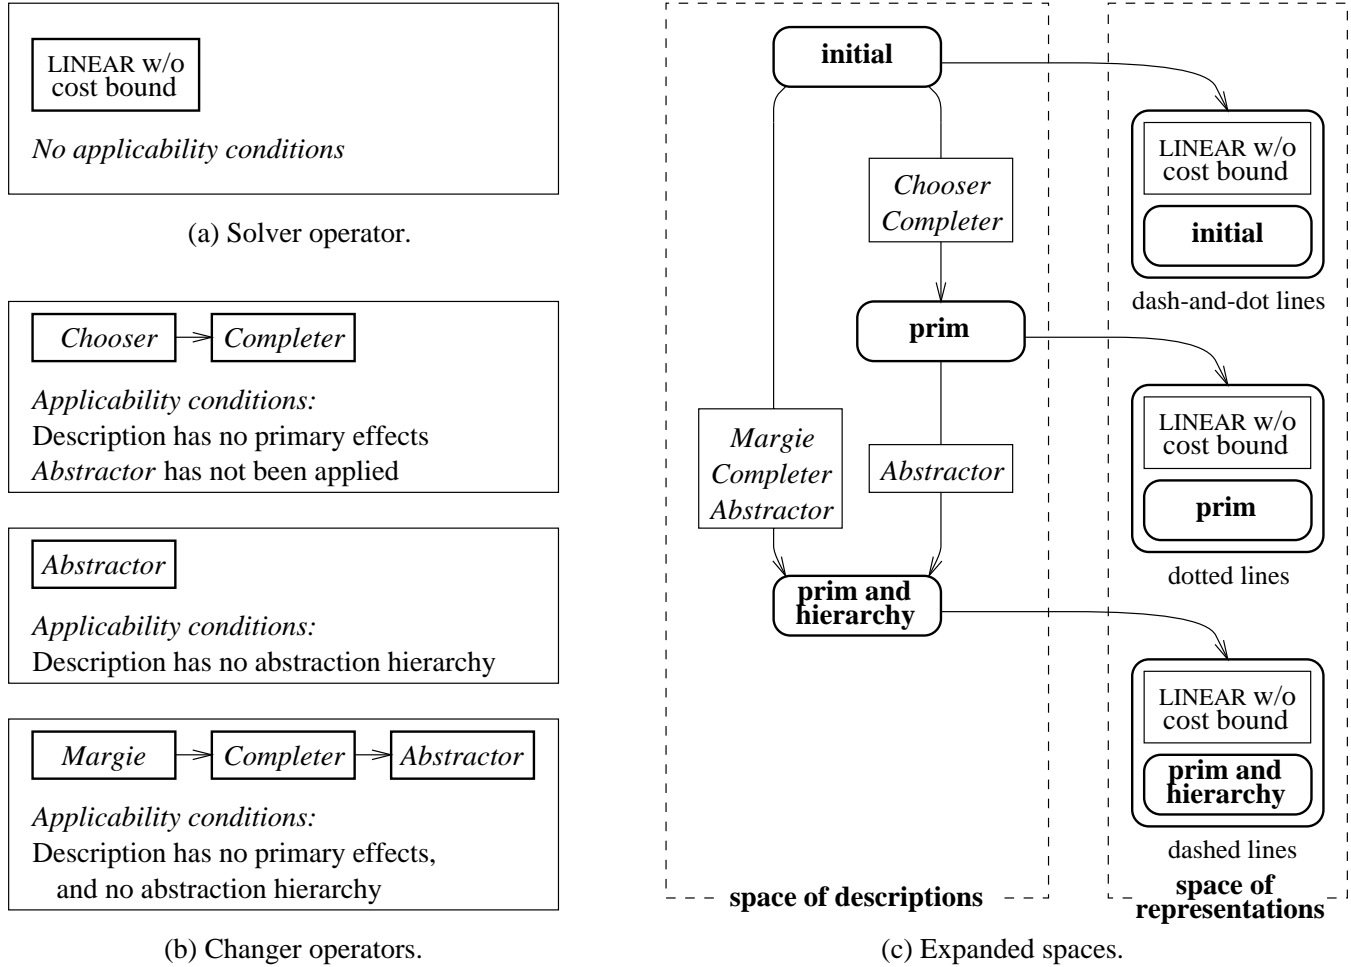 LINEAR w/o
cost bound
No applicability conditions
(a) Solver operator.
Chooser
Completer
Applicability conditions:
Description has no primary effects
Abstractor has not been applied
Abstractor
Applicability conditions:
Description has no abstraction hierarchy
Margie
Completer
Abstractor
Applicability conditions:
Description has no primary effects,
and no abstraction hierarchy
(b) Changer operators.
initial
Chooser
Completer
prim
Margie
Completer
Abstractor
Abstractor
prim and
hierarchy
space of descriptions
LINEAR w/o
cost bound
initial
dash-and-dot lines
LINEAR w/o
cost bound
prim
dotted lines
LINEAR w/o
cost bound
prim and
hierarchy
dashed lines
space of
representations
(c) Expanded spaces.